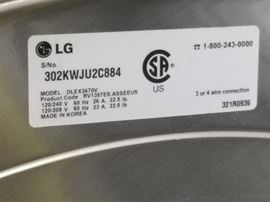 LG
☎ 1-800-243-0000
S/No. :
302KWJU2C884
SA
US
MODEL DLEX3470V
Product Code RV1357ES.ASSEEUS
120/240 V 60 Hz 26 A, 22.5 lb
120/208 V 60 Hz 23 A, 22.5 lb
MADE IN KOREA
3 or 4 wire connection
321R0936